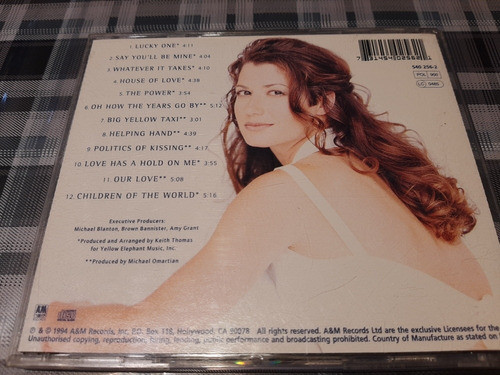 1. LUCKY ONE* 4:11
2. SAY YOU'LL BE MINE* 4:04
3. WHATEVER IT TAKES* 4:10
4. HOUSE OF LOVE* 4:38
5. THE POWER* 3:54
6. OH HOW THE YEARS GO BY** 5:12
7. BIG YELLOW TAXI** 3:01
8. HELPING HAND** 4:39
9. POLITICS OF KISSING** 4:17
10. LOVE HAS A HOLD ON ME* 3:55
11. OUR LOVE** 5:08
12. CHILDREN OF THE WORLD* 5:16
Executive Producers:
Michael Blanton, Brown Bannister, Amy Grant
*Produced and Arranged by Keith Thomas
for Yellow Elephant Music, Inc.
**Produced by Michael Omartian
540 256-2
A&M
℗ & © 1994 A&M Records, Inc. P.O. Box 118, Hollywood, CA 90078 All rights reserved. A&M Records Ltd are the exclusive Licensees for the
Unauthorised copying, reproduction, hiring, lending, public performance and broadcasting prohibited. Country of Manufacture as stated on